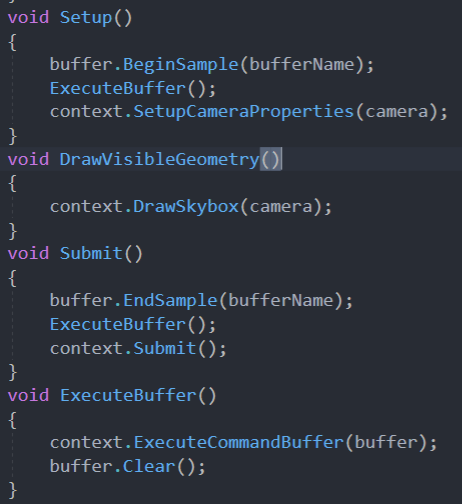 void Setup()
{
    buffer.BeginSample(bufferName);
    ExecuteBuffer();
    context.SetupCameraProperties(camera);
}
void DrawVisibleGeometry()
{
    context.DrawSkybox(camera);
}
void Submit()
{
    buffer.EndSample(bufferName);
    ExecuteBuffer();
    context.Submit();
}
void ExecuteBuffer()
{
    context.ExecuteCommandBuffer(buffer);
    buffer.Clear();
}